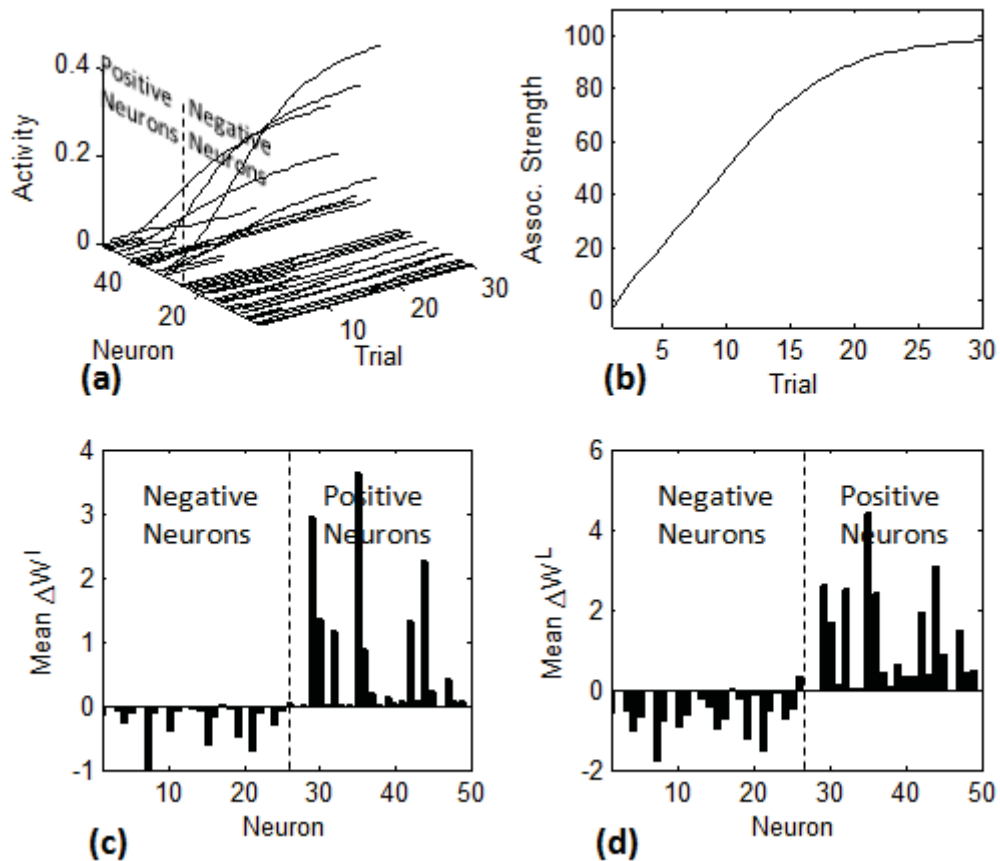 0.4
0.2
0
Activity
Positive
Neurons
Negative
Neurons
40
20
Neuron
10
20
30
Trial
(a)
100
80
60
40
20
0
Assoc. Strength
5
10
15
20
25
30
Trial
(b)
4
3
2
1
0
-1
Mean ΔW^I
Negative
Neurons
Positive
Neurons
10
20
30
40
50
Neuron
(c)
6
4
2
0
-2
Mean ΔW^L
Negative
Neurons
Positive
Neurons
10
20
30
40
50
Neuron
(d)